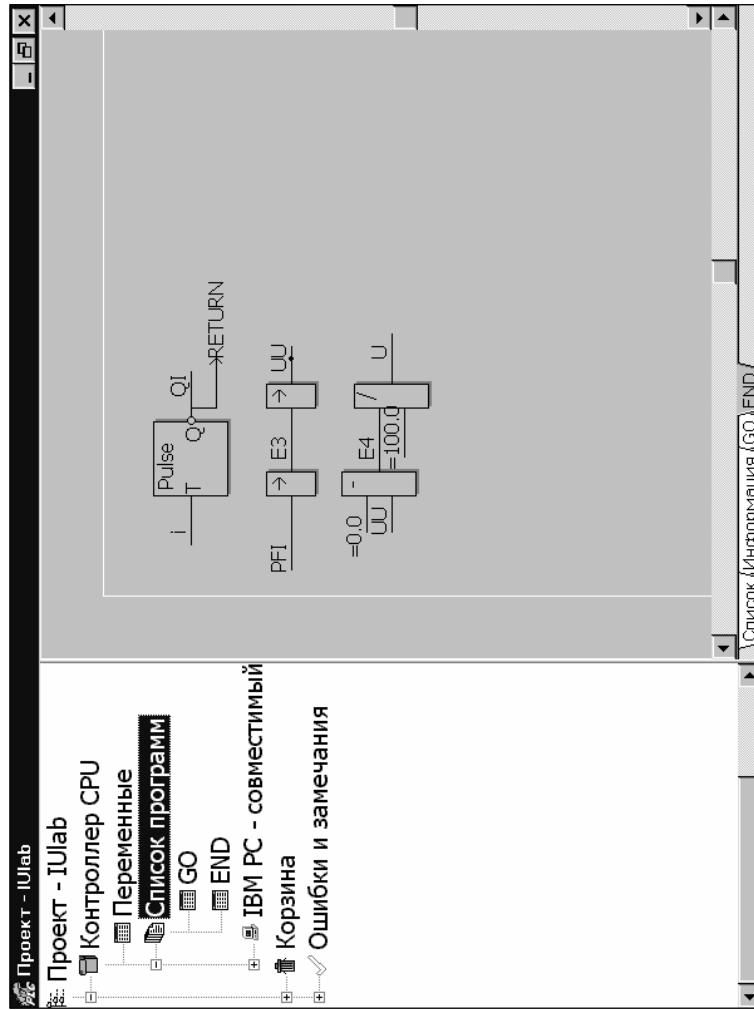 Проект - IUlab
Проект - IUlab
Контроллер CPU
Переменные
Список программ
GO
END
IBM PC - совместимый
Корзина
Ошибки и замечания
i
Pulse
T
Q
QI
RETURN
PFI
E3
UU
=0.0
UU
-
E4
=100.0
/
U
Список
Информация
GO
END